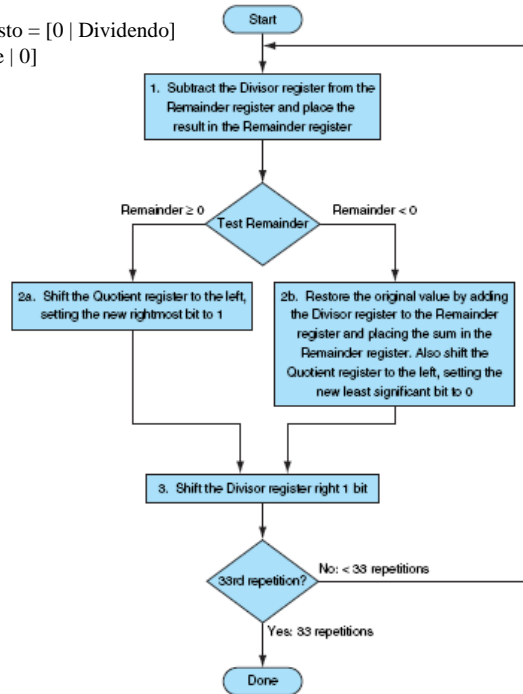 sto = [0 | Dividendo]
e | 0]
Start
1. Subtract the Divisor register from the
Remainder register and place the
result in the Remainder register
Remainder ≥ 0
Remainder < 0
Test Remainder
2a. Shift the Quotient register to the left,
setting the new rightmost bit to 1
2b. Restore the original value by adding
the Divisor register to the Remainder
register and placing the sum in the
Remainder register. Also shift the
Quotient register to the left, setting the
new least significant bit to 0
3. Shift the Divisor register right 1 bit
33rd repetition?
No: < 33 repetitions
Yes: 33 repetitions
Done